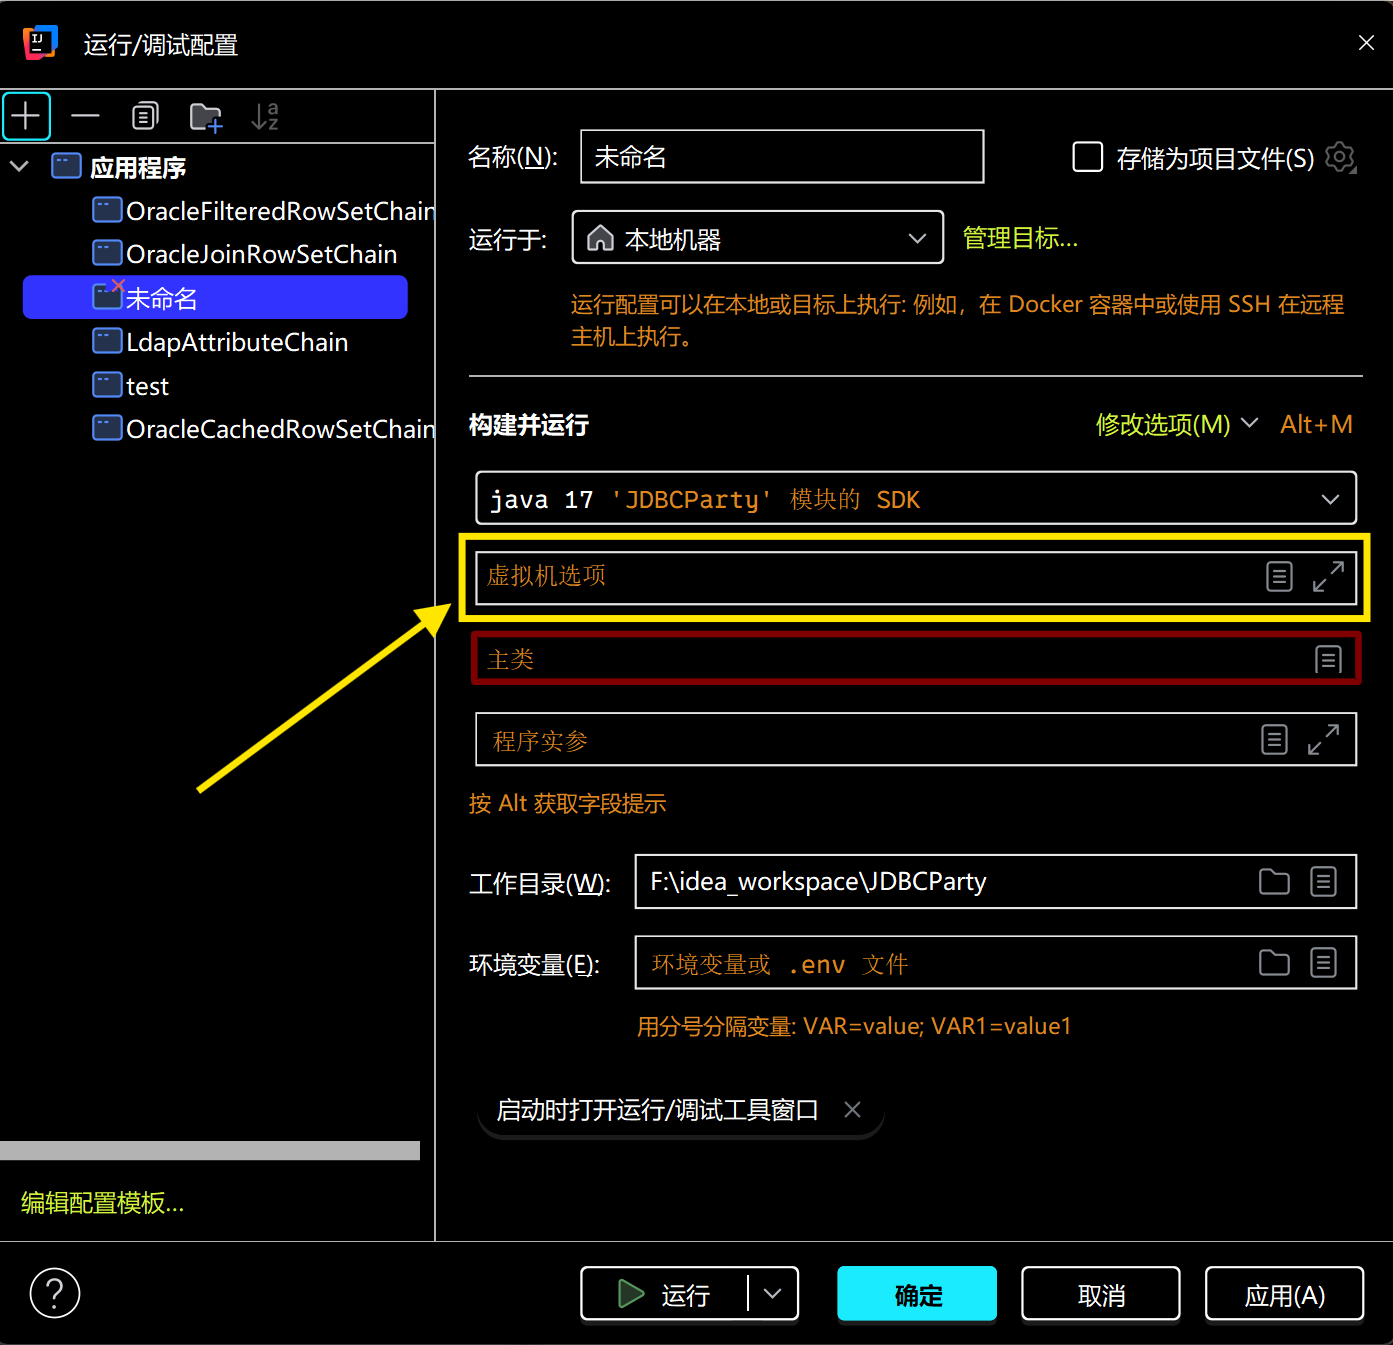 运行/调试配置
应用程序
OracleFilteredRowSetChain
OracleJoinRowSetChain
未命名
LdapAttributeChain
test
OracleCachedRowSetChain
编辑配置模板...
名称(N):
未命名
存储为项目文件(S)
运行于:
本地机器
管理目标...
运行配置可以在本地或目标上执行: 例如，在 Docker 容器中或使用 SSH 在远程
主机上执行。
构建并运行
修改选项(M)
Alt+M
java 17 'JDBCParty' 模块的 SDK
虚拟机选项
主类
程序实参
按 Alt 获取字段提示
工作目录(W):
F:\idea_workspace\JDBCParty
环境变量(E):
环境变量或 .env 文件
用分号分隔变量: VAR=value; VAR1=value1
启动时打开运行/调试工具窗口
运行
确定
取消
应用(A)